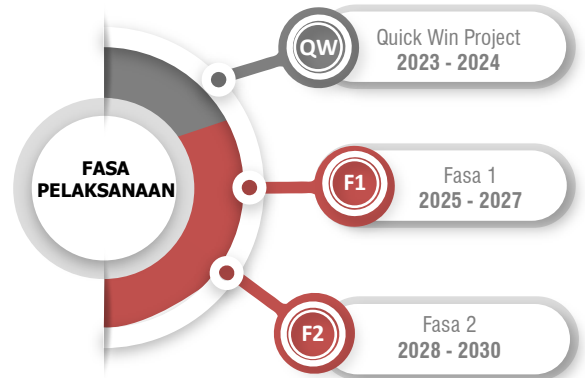 FASA
PELAKSANAAN
QW
Quick Win Project
2023 - 2024
F1
Fasa 1
2025 - 2027
F2
Fasa 2
2028 - 2030